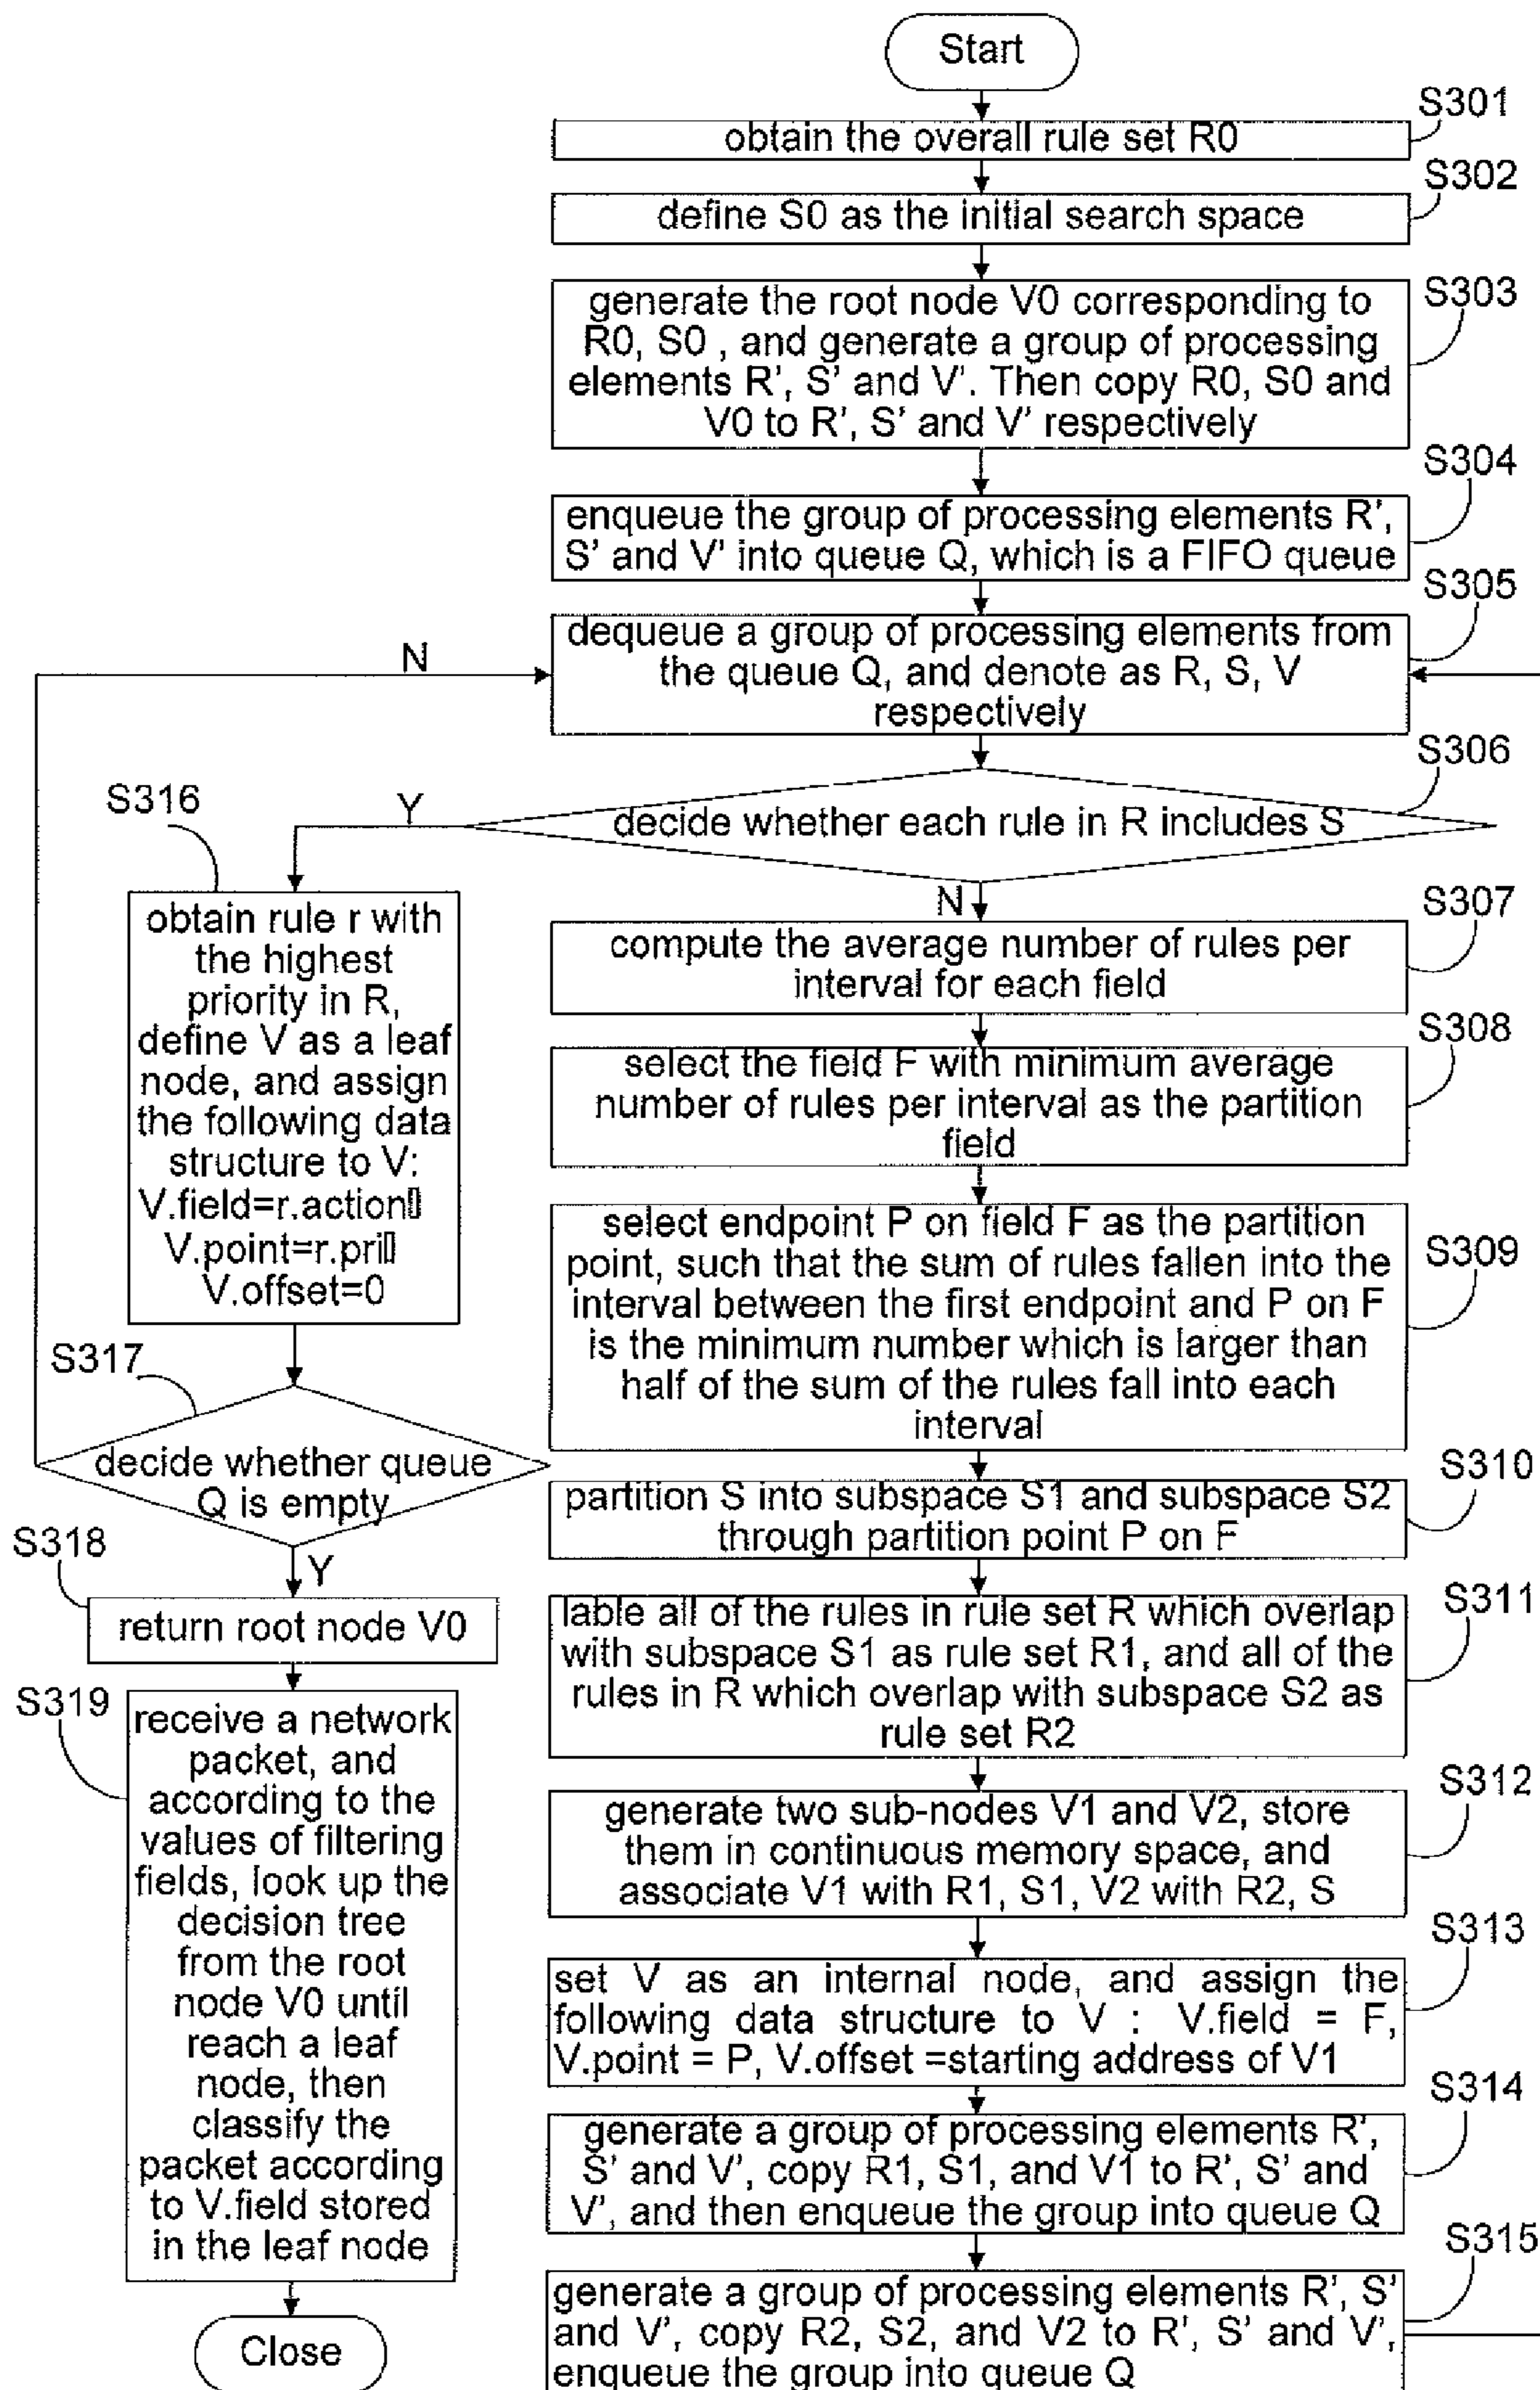 Start
S301
obtain the overall rule set R0
S302
define S0 as the initial search space
S303
generate the root node V0 corresponding to
R0, S0 , and generate a group of processing
elements R', S' and V'. Then copy R0, S0 and
V0 to R', S' and V' respectively
S304
enqueue the group of processing elements R',
S' and V' into queue Q, which is a FIFO queue
S305
dequeue a group of processing elements from
the queue Q, and denote as R, S, V
respectively
N
S306
decide whether each rule in R includes S
Y
N
S316
obtain rule r with
the highest
priority in R,
define V as a leaf
node, and assign
the following data
structure to V:
V.field=r.action
V.point=r.pri
V.offset=0
S317
decide whether queue
Q is empty
Y
S318
return root node V0
S319
receive a network
packet, and
according to the
values of filtering
fields, look up the
decision tree
from the root
node V0 until
reach a leaf
node, then
classify the
packet according
to V.field stored
in the leaf node
Close
S307
compute the average number of rules per
interval for each field
S308
select the field F with minimum average
number of rules per interval as the partition
field
S309
select endpoint P on field F as the partition
point, such that the sum of rules fallen into the
interval between the first endpoint and P on F
is the minimum number which is larger than
half of the sum of the rules fall into each
interval
S310
partition S into subspace S1 and subspace S2
through partition point P on F
S311
lable all of the rules in rule set R which overlap
with subspace S1 as rule set R1, and all of the
rules in R which overlap with subspace S2 as
rule set R2
S312
generate two sub-nodes V1 and V2, store
them in continuous memory space, and
associate V1 with R1, S1, V2 with R2, S
S313
set V as an internal node, and assign the
following data structure to V : V.field = F,
V.point = P, V.offset =starting address of V1
S314
generate a group of processing elements R',
S' and V', copy R1, S1, and V1 to R', S' and
V', and then enqueue the group into queue Q
S315
generate a group of processing elements R', S'
and V', copy R2, S2, and V2 to R', S' and V',
enqueue the group into queue Q